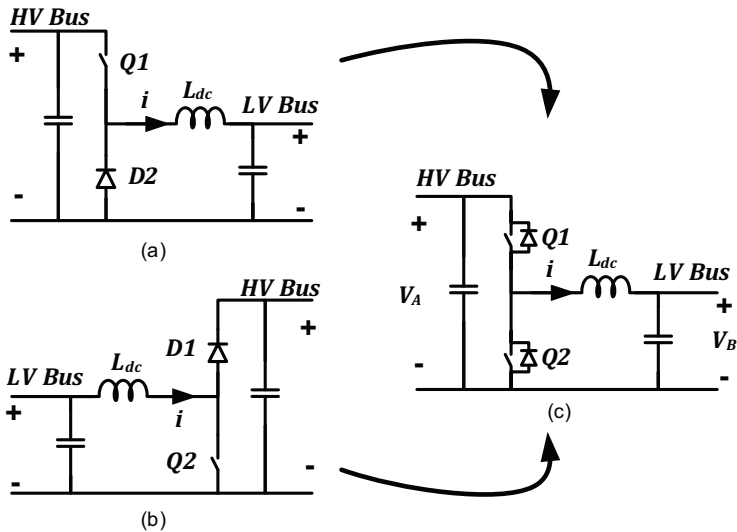 HV Bus
+
Q1
i
Ldc
LV Bus
+
D2
-
-
(a)
HV Bus
+
D1
LV Bus
Ldc
+
i
Q2
-
-
(b)
HV Bus
+
Q1
i
Ldc
LV Bus
VA
+
VB
Q2
-
-
(c)